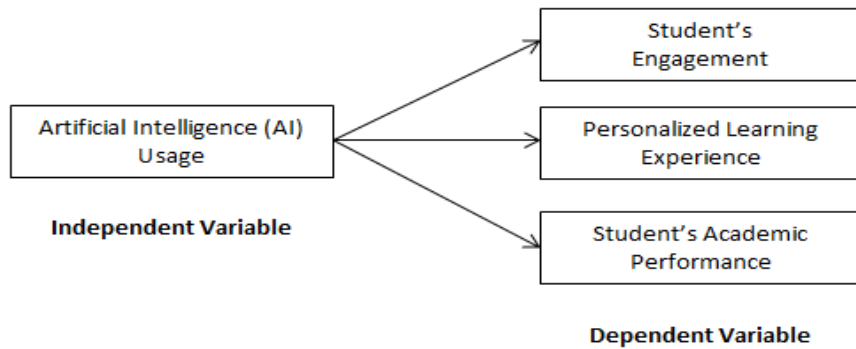 Student’s
Engagement
Artificial Intelligence (AI)
Usage
Personalized Learning
Experience
Independent Variable
Student’s Academic
Performance
Dependent Variable